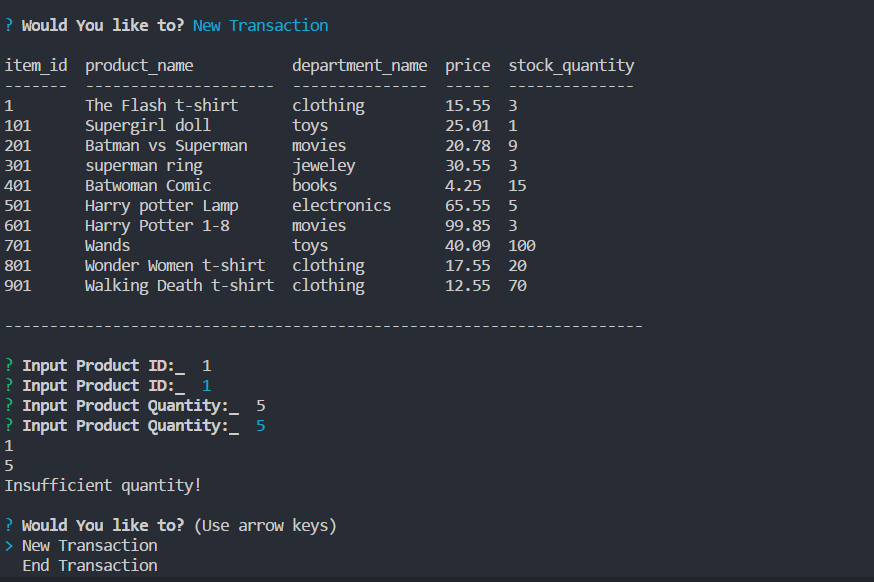 ? Would You like to? New Transaction
item_id  product_name           department_name  price  stock_quantity
-------  ---------------------  ---------------  -----  --------------
1        The Flash t-shirt      clothing         15.55  3
101      Supergirl doll         toys             25.01  1
201      Batman vs Superman     movies           20.78  9
301      superman ring          jeweley          30.55  3
401      Batwoman Comic         books            4.25   15
501      Harry potter Lamp      electronics      65.55  5
601      Harry Potter 1-8       movies           99.85  3
701      Wands                  toys             40.09  100
801      Wonder Women t-shirt   clothing         17.55  20
901      Walking Death t-shirt  clothing         12.55  70
-----------------------------------------------------------------------
? Input Product ID:_  1
? Input Product ID:_  1
? Input Product Quantity:_  5
? Input Product Quantity:_  5
1
5
Insufficient quantity!
? Would You like to? (Use arrow keys)
> New Transaction
  End Transaction